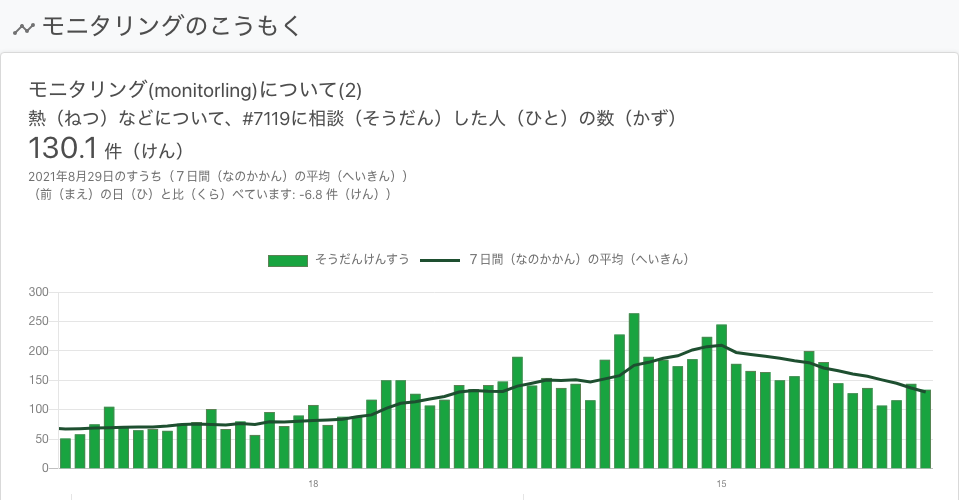 モニタリングのこうもく
モニタリング(monitorling)について(2)
熱（ねつ）などについて、#7119に相談（そうだん）した人（ひと）の数（かず）
130.1 件（けん）
2021年8月29日のすうち（７日間（なのかかん）の平均（へいきん））
（前（まえ）の日（ひ）と比（くら）べています: -6.8 件（けん））
そうだんけんすう
７日間（なのかかん）の平均（へいきん）
300
250
200
150
100
50
0
18
15